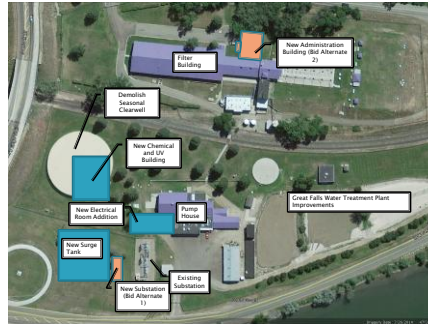 New Administration
Building (Bid Alternate
2)
Filter
Building
Demolish
Seasonal
Clearwell
New Chemical
and UV
Building
New Electrical
Room Addition
Pump
House
Great Falls Water Treatment Plant
Improvements
New Surge
Tank
Existing
Substation
New Substation
(Bid Alternate
1)